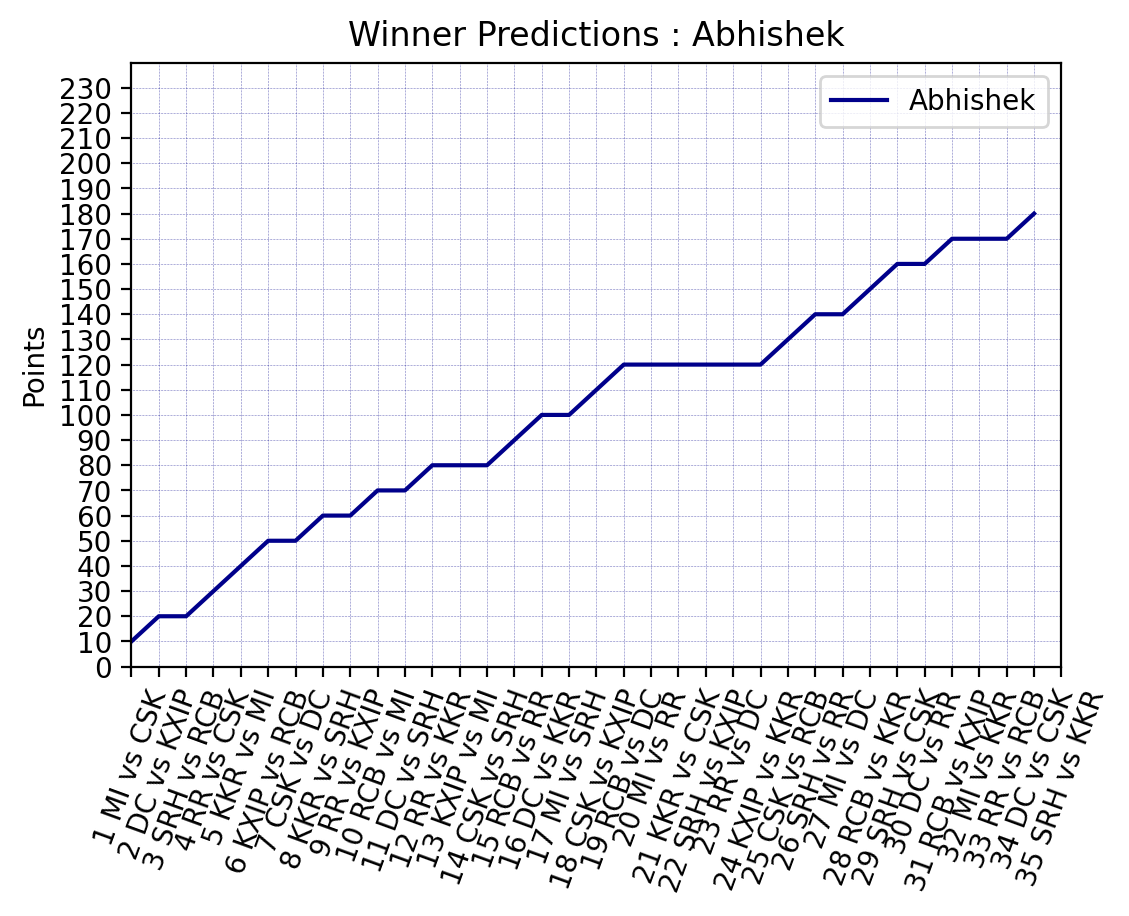 Winner Predictions : Abhishek
Abhishek
Points
230
220
210
200
190
180
170
160
150
140
130
120
110
100
90
80
70
60
50
40
30
20
10
0
1 MI vs CSK
2 DC vs KXIP
3 SRH vs RCB
4 RR vs CSK
5 KKR vs MI
6 KXIP vs RCB
7 CSK vs DC
8 KKR vs SRH
9 RR vs KXIP
10 RCB vs MI
11 DC vs SRH
12 RR vs KKR
13 KXIP vs MI
14 CSK vs SRH
15 RCB vs RR
16 DC vs KKR
17 MI vs SRH
18 CSK vs KXIP
19 RCB vs DC
20 MI vs RR
21 KKR vs CSK
22 SRH vs KXIP
23 RR vs DC
24 KXIP vs KKR
25 CSK vs RCB
26 SRH vs RR
27 MI vs DC
28 RCB vs KKR
29 SRH vs CSK
30 DC vs RR
31 RCB vs KXIP
32 MI vs KKR
33 RR vs RCB
34 DC vs CSK
35 SRH vs KKR